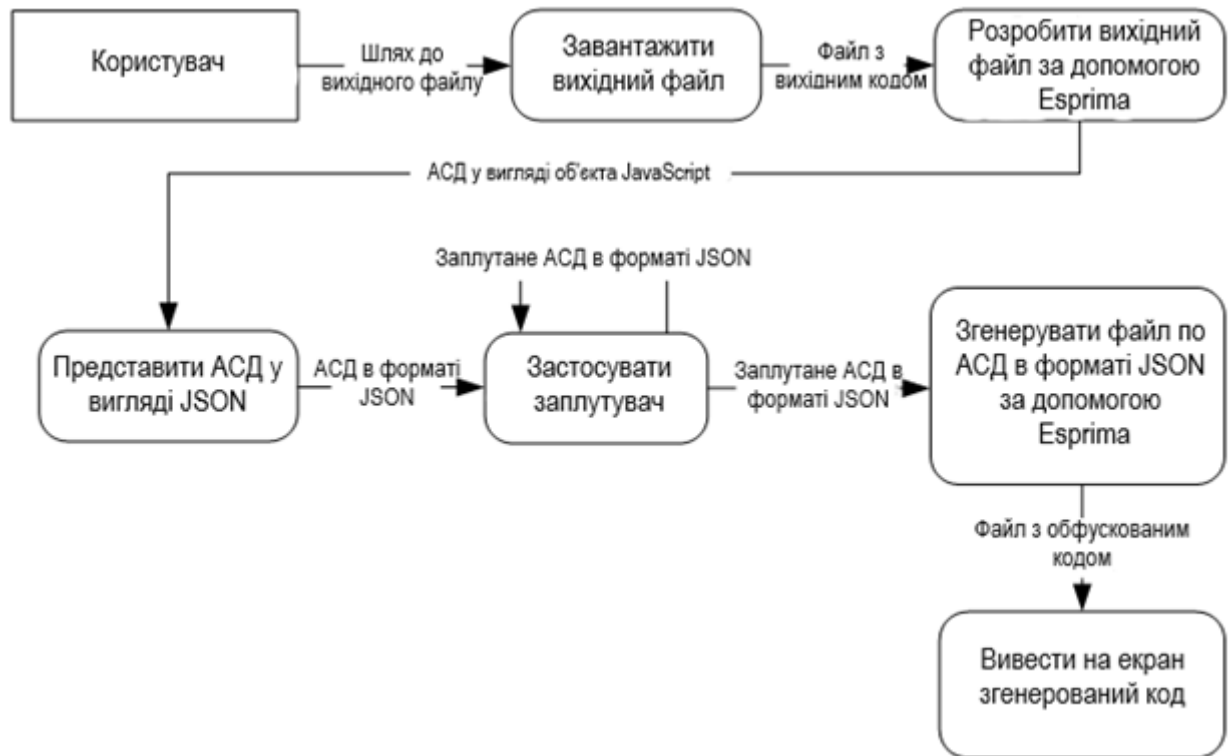 Користувач
Шлях до
вихідного файлу
Завантажити
вихідний файл
Файл з
вихідним кодом
Розробити вихідний
файл за допомогою
Esprima
АСД у вигляді об'єкта JavaScript
Заплутане АСД в форматі JSON
Представити АСД у
вигляді JSON
АСД в форматі
JSON
Застосувати
заплутувач
Заплутане АСД в
форматі JSON
Згенерувати файл по
АСД в форматі JSON
за допомогою
Esprima
Файл з обфускованим
кодом
Вивести на екран
згенерований код